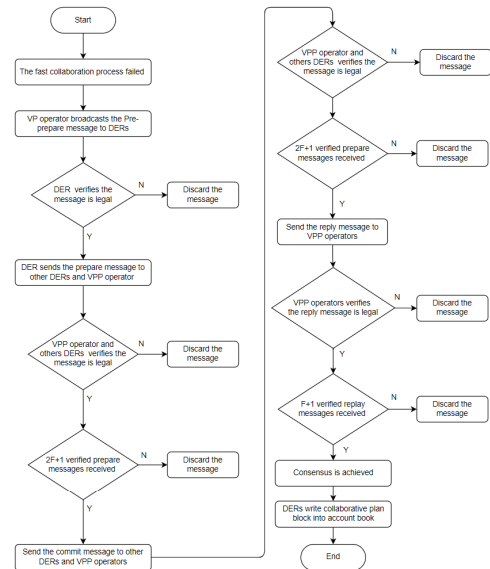 Start
The fast collaboration process failed
VP operator broadcasts the Pre-
prepare message to DERs
DER verifies the
message is legal
N
Discard the
message
Y
DER sends the prepare message to
other DERs and VPP operator
VPP operator and
others DERs verifies the
message is legal
N
Discard the
message
Y
2F+1 verified prepare
messages received
N
Discard the
message
Y
Send the commit message to other
DERs and VPP operators
VPP operator and
others DERs verifies the
message is legal
N
Discard the
message
Y
2F+1 verified prepare
messages received
N
Discard the
message
Y
Send the reply message to
VPP operators
VPP operators verifies
the reply message is legal
N
Discard the
message
Y
F+1 verified replay
messages received
N
Discard the
message
Y
Consensus is achieved
DERs write collaborative plan
block into account book
End